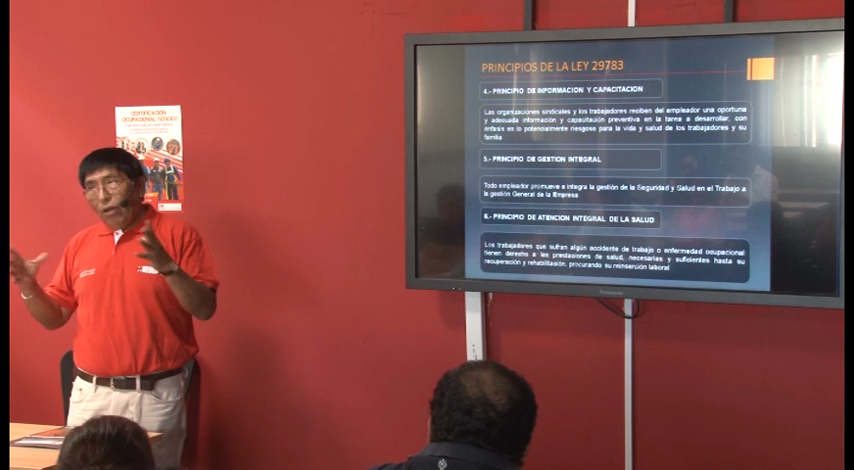 CERTIFICACIÓN
OCUPACIONAL SENCICO
PRINCIPIOS DE LA LEY 29783
4.- PRINCIPIO DE INFORMACION Y CAPACITACION
Las organizaciones sindicales y los trabajadores reciben del empleador una oportuna
y adecuada información y capacitación preventiva en la tarea a desarrollar, con
énfasis en lo potencialmente riesgoso para la vida y salud de los trabajadores y su
familia
5.- PRINCIPIO DE GESTION INTEGRAL
Todo empleador promueve e integra la gestión de la Seguridad y Salud en el Trabajo a
la gestión General de la Empresa
6.- PRINCIPIO DE ATENCION INTEGRAL DE LA SALUD
Los trabajadores que sufran algún accidente de trabajo o enfermedad ocupacional
tienen derecho a las prestaciones de salud, necesarias y suficientes hasta su
recuperación y rehabilitación, procurando su reinserción laboral
Panasonic